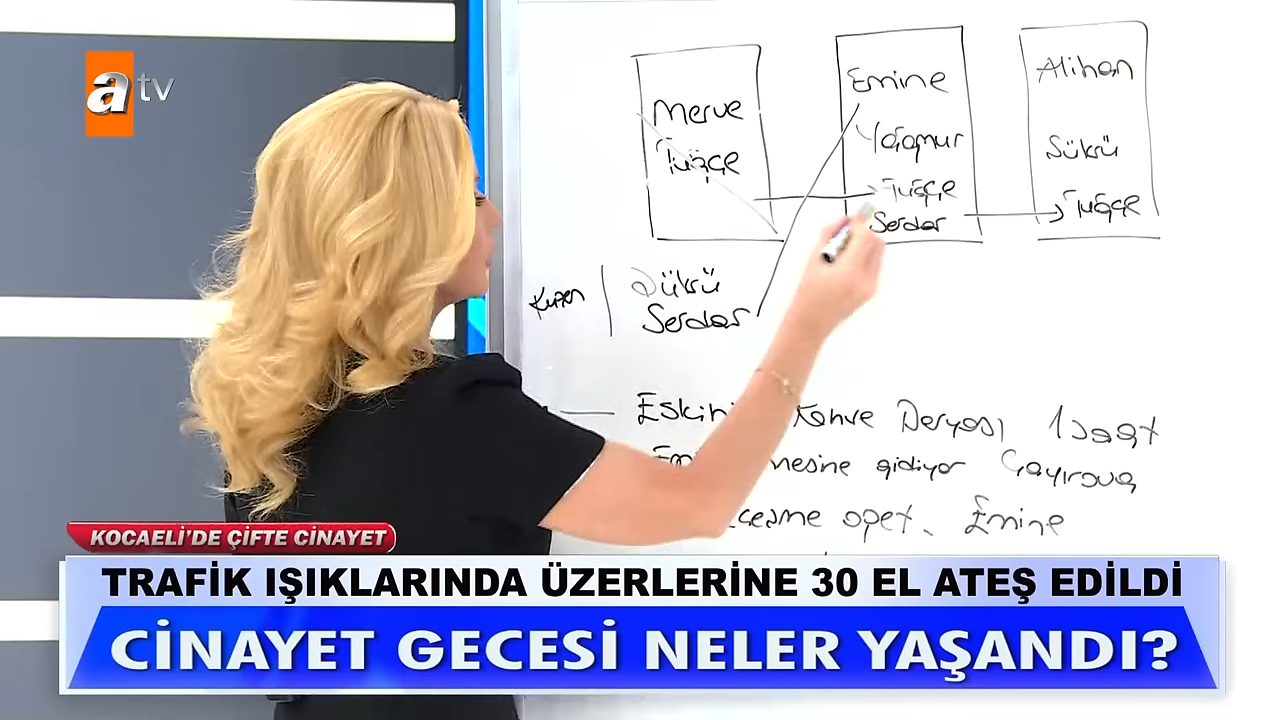 atv
Merve
Tuğçe
Emine
Yağmur
Tuğçe
Serdar
Alihan
Şükrü
Tuğçe
Kuzen
Şükrü
Serdar
Kahve Deryası 1 saat
gidiyor Çayırova
opet. Emine
KOCAELİ'DE ÇİFTE CİNAYET
TRAFİK IŞIKLARINDA ÜZERLERİNE 30 EL ATEŞ EDİLDİ
CİNAYET GECESİ NELER YAŞANDI?